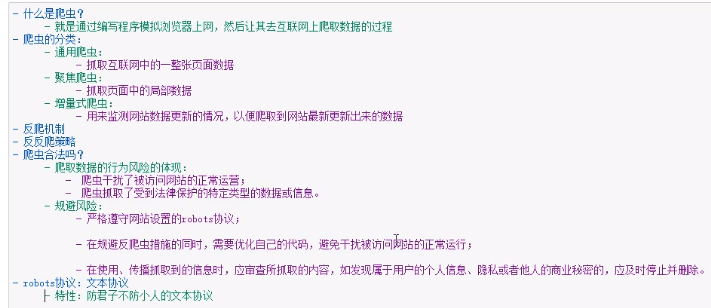 - 什么是爬虫？
- 就是通过编写程序模拟浏览器上网，然后让其去互联网上爬取数据的过程
- 爬虫的分类：
- 通用爬虫：
- 抓取互联网中的一整张页面数据
- 聚焦爬虫：
- 抓取页面中的局部数据
- 增量式爬虫：
- 用来监测网站数据更新的情况，以便爬取到网站最新更新出来的数据
- 反爬机制
- 反反爬策略
- 爬虫合法吗？
- 爬取数据的行为风险的体现：
- 爬虫干扰了被访问网站的正常运营；
- 爬虫抓取了受到法律保护的特定类型的数据或信息。
- 规避风险：
- 严格遵守网站设置的robots协议；
- 在规避反爬虫措施的同时，需要优化自己的代码，避免干扰被访问网站的正常运行；
- 在使用、传播抓取到的信息时，应审查所抓取的内容，如发现属于用户的个人信息、隐私或者他人的商业秘密的，应及时停止并删除。
- robots协议：文本协议
├ 特性：防君子不防小人的文本协议